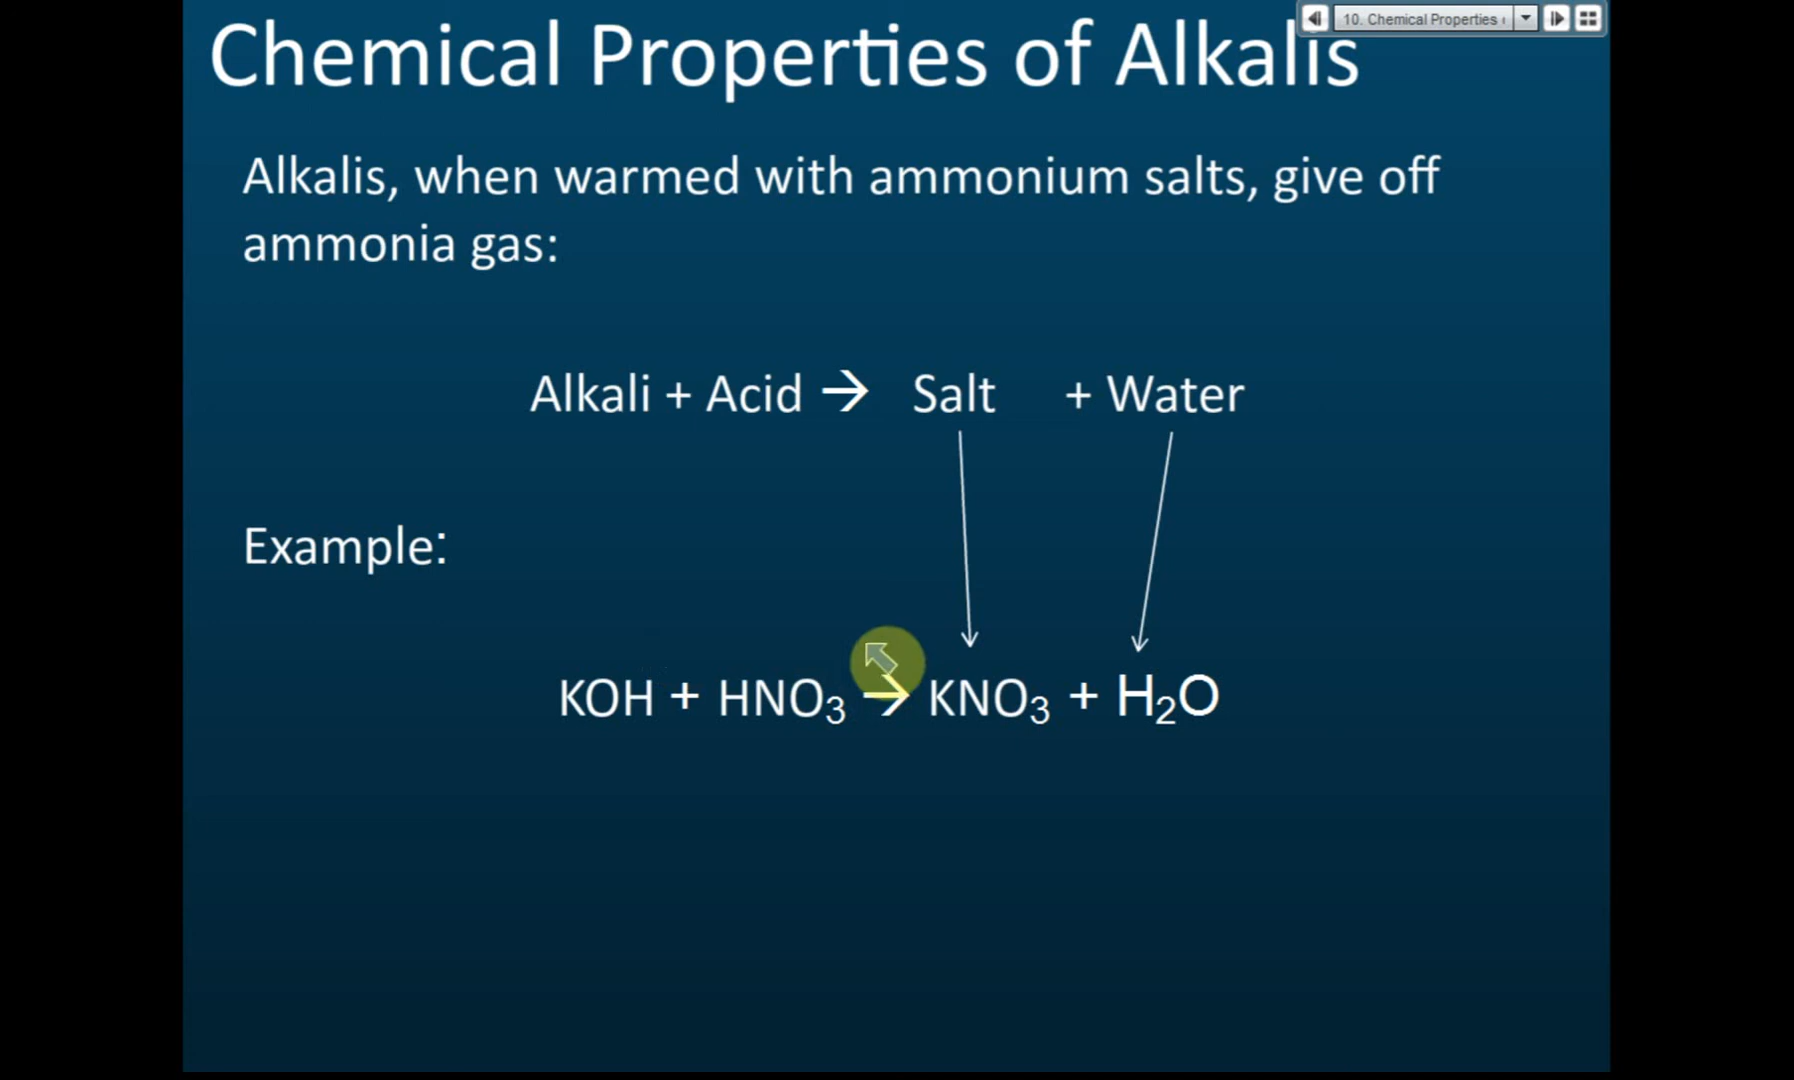 Chemical Properties of Alkalis
10. Chemical Properties
Alkalis, when warmed with ammonium salts, give off
ammonia gas:
Alkali + Acid → Salt + Water
Example:
KOH + HNO₃ → KNO₃ + H₂O